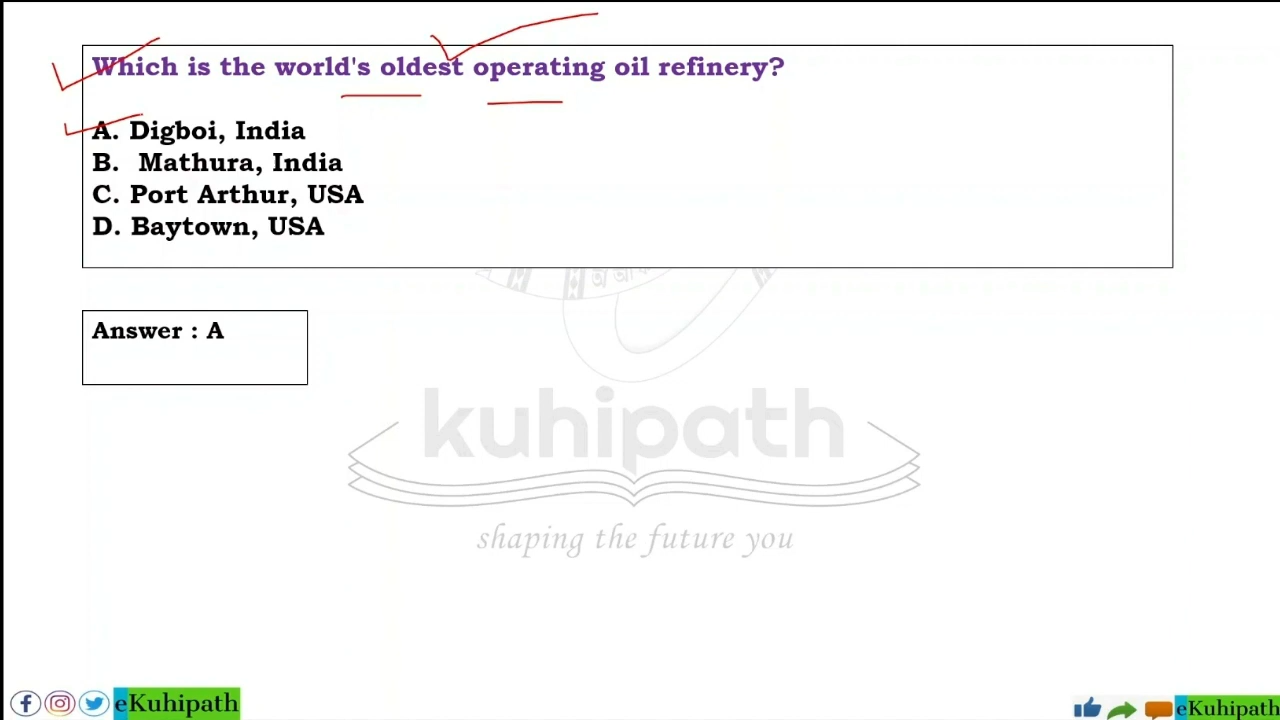 Which is the world's oldest operating oil refinery?
A. Digboi, India
B. Mathura, India
C. Port Arthur, USA
D. Baytown, USA
Answer : A
kuhipath
shaping the future you
eKuhipath
eKuhipath